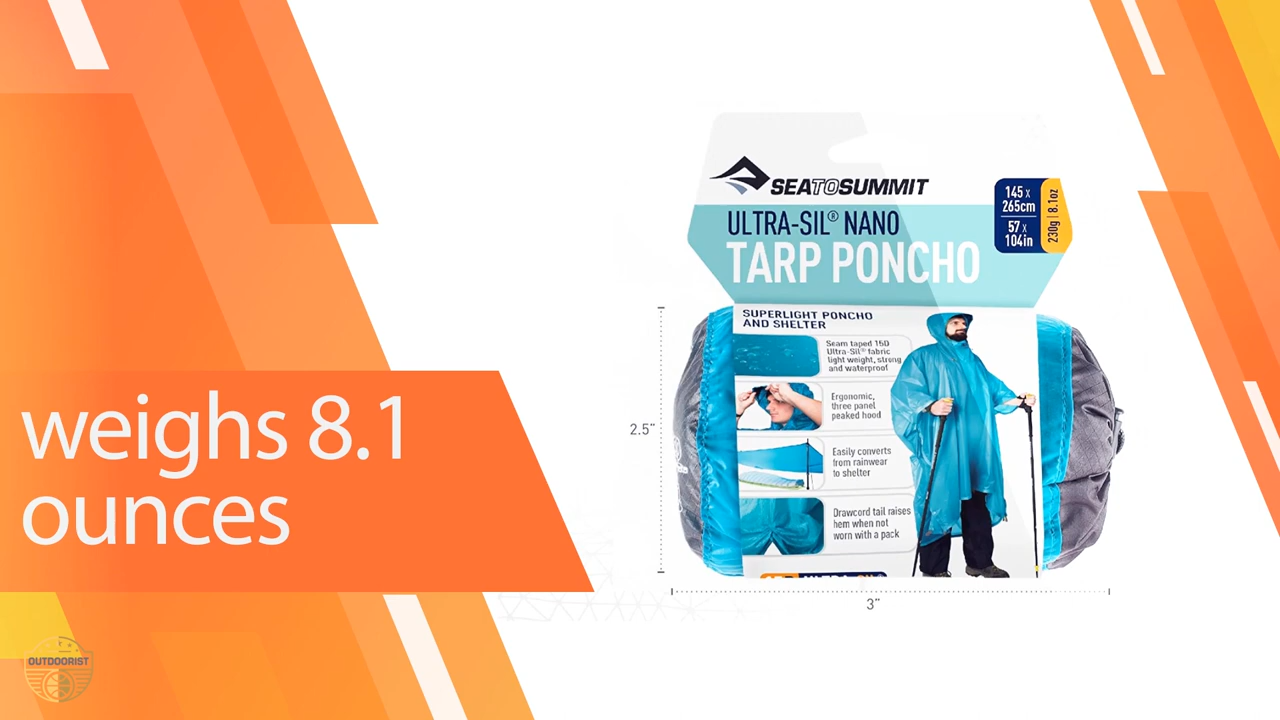 weighs 8.1
ounces
OUTDOORIST
SEATOSUMMIT
ULTRA-SIL® NANO
TARP PONCHO
145 x
265cm
57 x
104in
230g | 8.1oz
SUPERLIGHT PONCHO
AND SHELTER
Seam taped 15D
Ultra-Sil® fabric
light weight, strong
and waterproof
Ergonomic,
three panel
peaked hood
Easily converts
from rainwear
to shelter
Drawcord tail raises
hem when not
worn with a pack
2.5"
3"